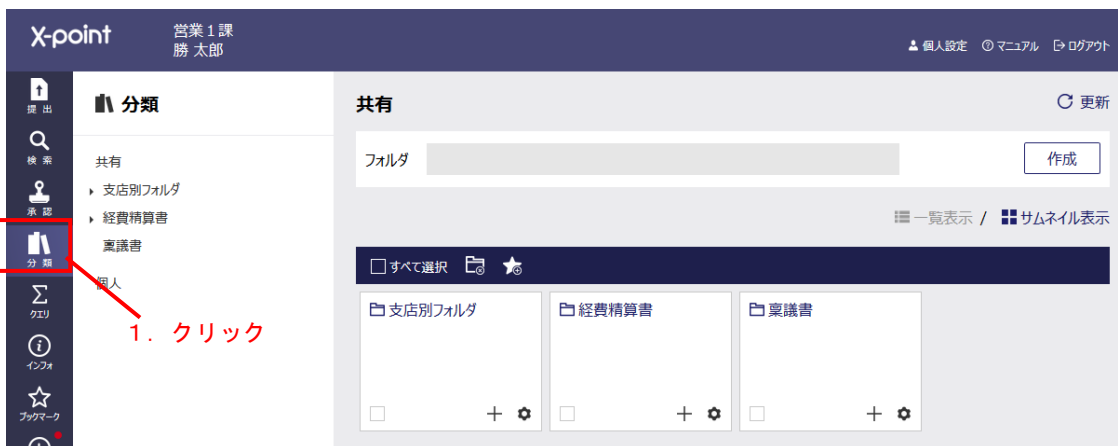 X-point
営業１課
勝 太郎
個人設定 マニュアル ログアウト
提 出
検 索
承 認
分 類
クエリ
インフォ
ブックマーク
分類
共有
支店別フォルダ
経費精算書
稟議書
個人
１．クリック
共有
更新
フォルダ
作成
一覧表示 / サムネイル表示
すべて選択
支店別フォルダ
経費精算書
稟議書